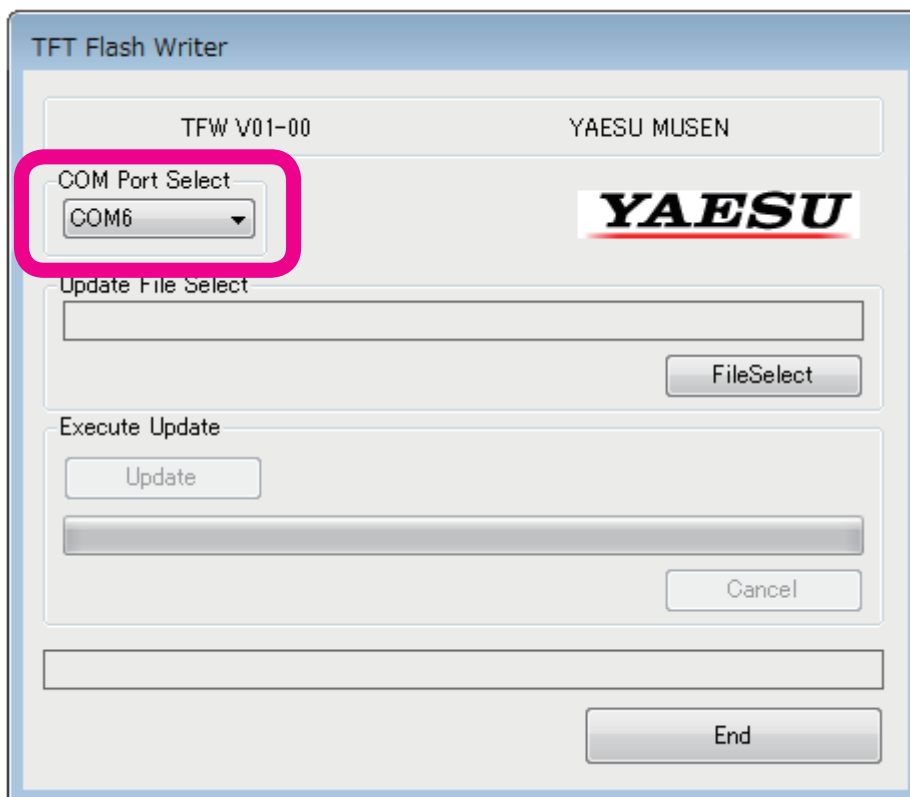 TFT Flash Writer
TFW V01-00 YAESU MUSEN
COM Port Select
COM6
YAESU
Update File Select
FileSelect
Execute Update
Update
Cancel
End